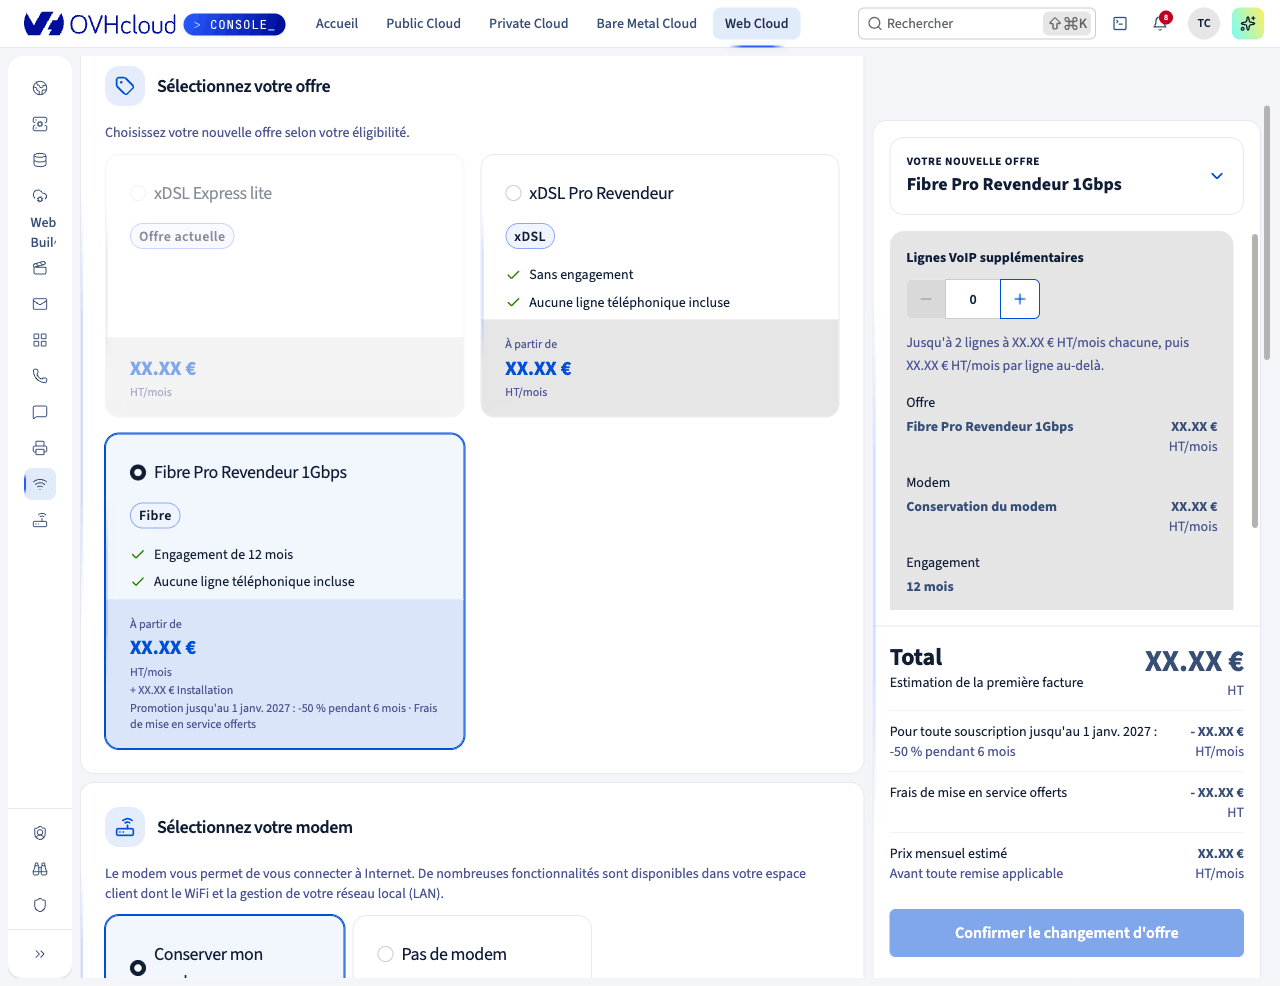 OVHcloud
> CONSOLE_
Accueil
Public Cloud
Private Cloud
Bare Metal Cloud
Web Cloud
Rechercher
⇧⌘K
8
TC
Web
Sélectionnez votre offre
Choisissez votre nouvelle offre selon votre éligibilité.
xDSL Express lite
Offre actuelle
XX.XX €
HT/mois
xDSL Pro Revendeur
xDSL
Sans engagement
Aucune ligne téléphonique incluse
À partir de
XX.XX €
HT/mois
Fibre Pro Revendeur 1Gbps
Fibre
Engagement de 12 mois
Aucune ligne téléphonique incluse
À partir de
XX.XX €
HT/mois
+ XX.XX € Installation
Promotion jusqu'au 1 janv. 2027 : -50 % pendant 6 mois · Frais
de mise en service offerts
Sélectionnez votre modem
Le modem vous permet de vous connecter à Internet. De nombreuses fonctionnalités sont disponibles dans votre espace
client dont le WiFi et la gestion de votre réseau local (LAN).
Conserver mon
Pas de modem
VOTRE NOUVELLE OFFRE
Fibre Pro Revendeur 1Gbps
Lignes VoIP supplémentaires
− 0 +
Jusqu'à 2 lignes à XX.XX € HT/mois chacune, puis
XX.XX € HT/mois par ligne au-delà.
Offre
Fibre Pro Revendeur 1Gbps XX.XX €
HT/mois
Modem
Conservation du modem XX.XX €
HT/mois
Engagement
12 mois
Total XX.XX €
Estimation de la première facture
HT
Pour toute souscription jusqu'au 1 janv. 2027 : - XX.XX €
-50 % pendant 6 mois HT/mois
Frais de mise en service offerts - XX.XX €
HT
Prix mensuel estimé XX.XX €
Avant toute remise applicable HT/mois
Confirmer le changement d'offre